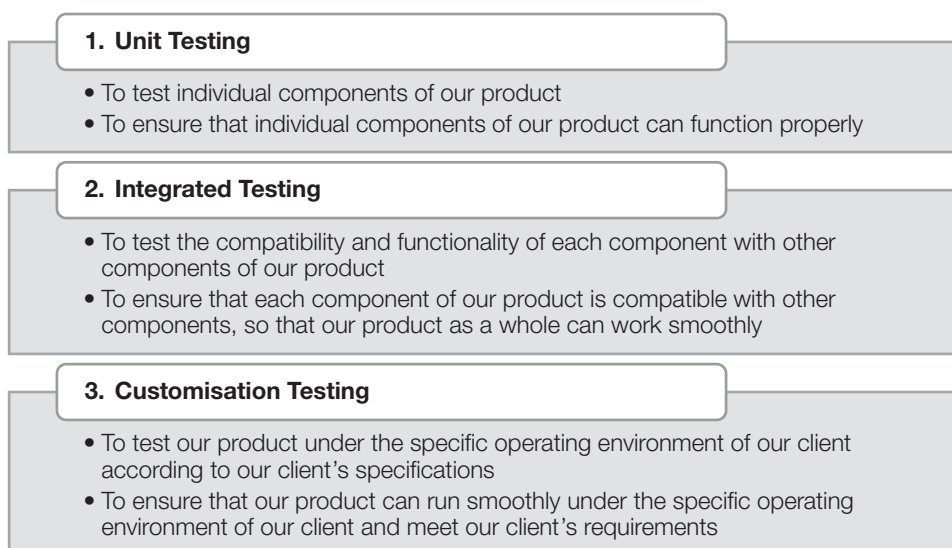 1. Unit Testing
• To test individual components of our product
• To ensure that individual components of our product can function properly
2. Integrated Testing
• To test the compatibility and functionality of each component with other
components of our product
• To ensure that each component of our product is compatible with other
components, so that our product as a whole can work smoothly
3. Customisation Testing
• To test our product under the specific operating environment of our client
according to our client’s specifications
• To ensure that our product can run smoothly under the specific operating
environment of our client and meet our client’s requirements